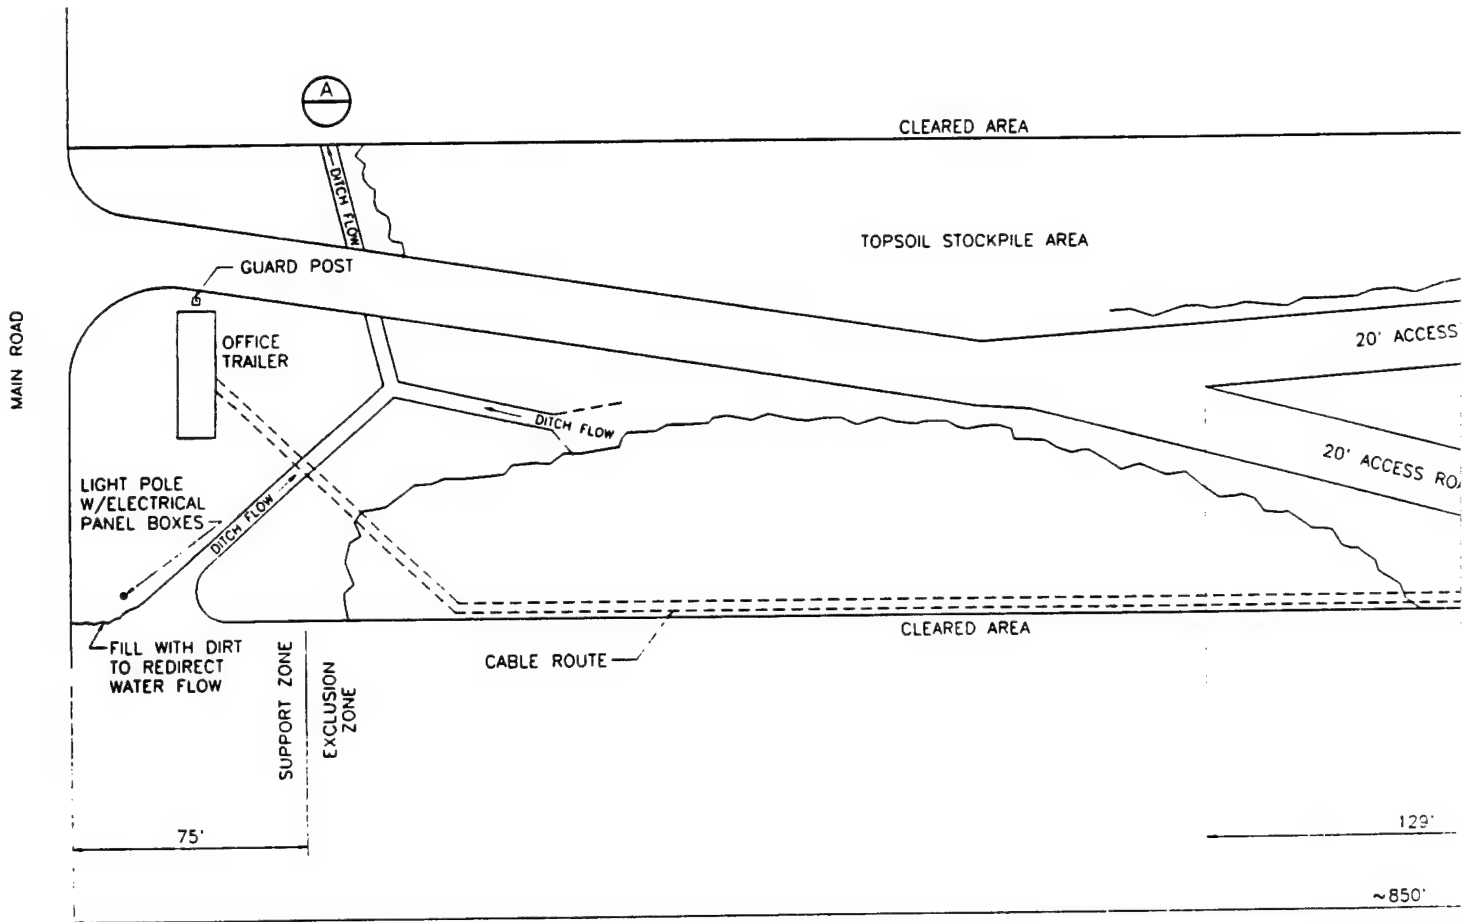 A
CLEARED AREA
DITCH FLOW
TOPSOIL STOCKPILE AREA
GUARD POST
MAIN ROAD
OFFICE
TRAILER
20' ACCESS
DITCH FLOW
20' ACCESS
LIGHT POLE
W/ELECTRICAL
PANEL BOXES
DITCH FLOW
CLEARED AREA
FILL WITH DIRT
TO REDIRECT
WATER FLOW
CABLE ROUTE
SUPPORT ZONE
EXCLUSION
ZONE
75'
129'
~850'